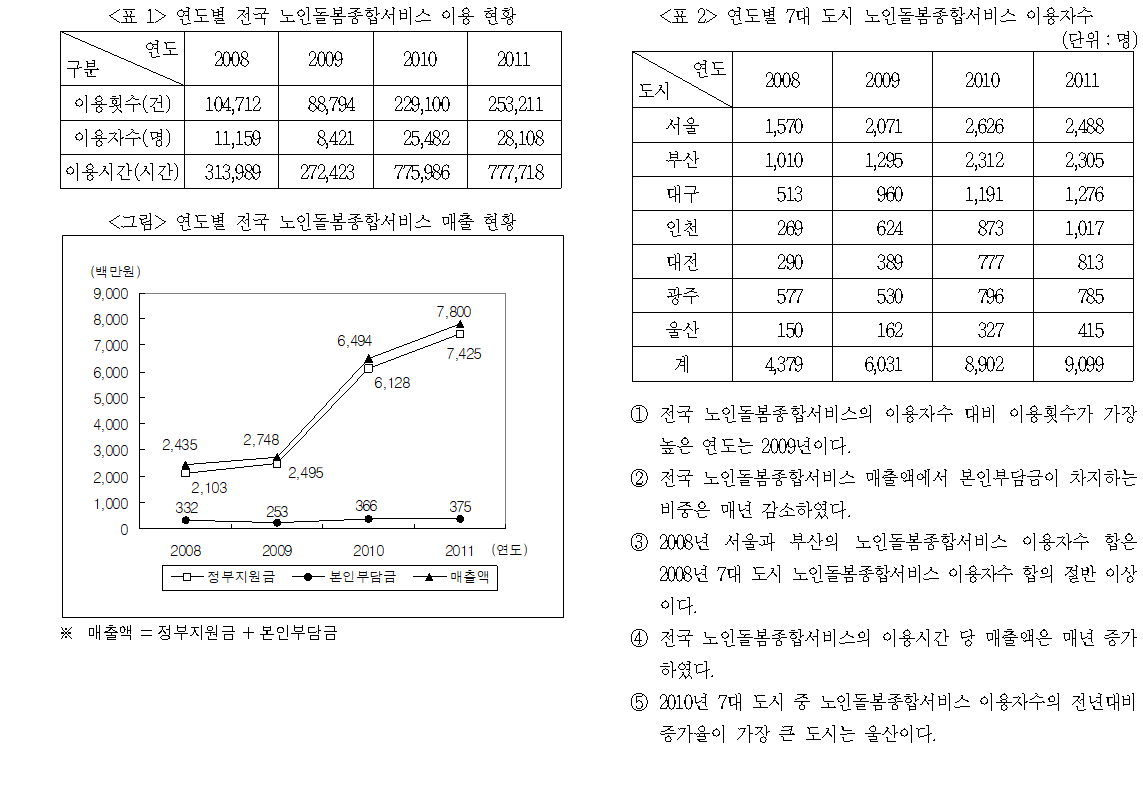 <표 1> 연도별 전국 노인돌봄종합서비스 이용 현황
연도
구분
2008 2009 2010 2011
이용횟수(건) 104,712 88,794 229,100 253,211
이용자수(명) 11,159 8,421 25,482 28,108
이용시간(시간) 313,989 272,423 775,986 777,718
<그림> 연도별 전국 노인돌봄종합서비스 매출 현황
(백만원)
9,000
8,000
7,000
6,000
5,000
4,000
3,000
2,000
1,000
0
2,435 2,748 6,494 7,800
2,103 2,495 6,128 7,425
332 253 366 375
2008 2009 2010 2011 (연도)
정부지원금 본인부담금 매출액
※ 매출액 = 정부지원금 + 본인부담금
<표 2> 연도별 7대 도시 노인돌봄종합서비스 이용자수
(단위 : 명)
연도
도시
2008 2009 2010 2011
서울 1,570 2,071 2,626 2,488
부산 1,010 1,295 2,312 2,305
대구 513 960 1,191 1,276
인천 269 624 873 1,017
대전 290 389 777 813
광주 577 530 796 785
울산 150 162 327 415
계 4,379 6,031 8,902 9,099
① 전국 노인돌봄종합서비스의 이용자수 대비 이용횟수가 가장
높은 연도는 2009년이다.
② 전국 노인돌봄종합서비스 매출액에서 본인부담금이 차지하는
비중은 매년 감소하였다.
③ 2008년 서울과 부산의 노인돌봄종합서비스 이용자수 합은
2008년 7대 도시 노인돌봄종합서비스 이용자수 합의 절반 이상
이다.
④ 전국 노인돌봄종합서비스의 이용시간 당 매출액은 매년 증가
하였다.
⑤ 2010년 7대 도시 중 노인돌봄종합서비스 이용자수의 전년대비
증가율이 가장 큰 도시는 울산이다.